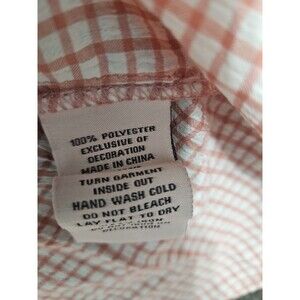 100% POLYESTER
EXCLUSIVE OF
DECORATION
MADE IN CHINA
TURN GARMENT
INSIDE OUT
HAND WASH COLD
DO NOT BLEACH
LAY FLAT TO DRY
DECORATION